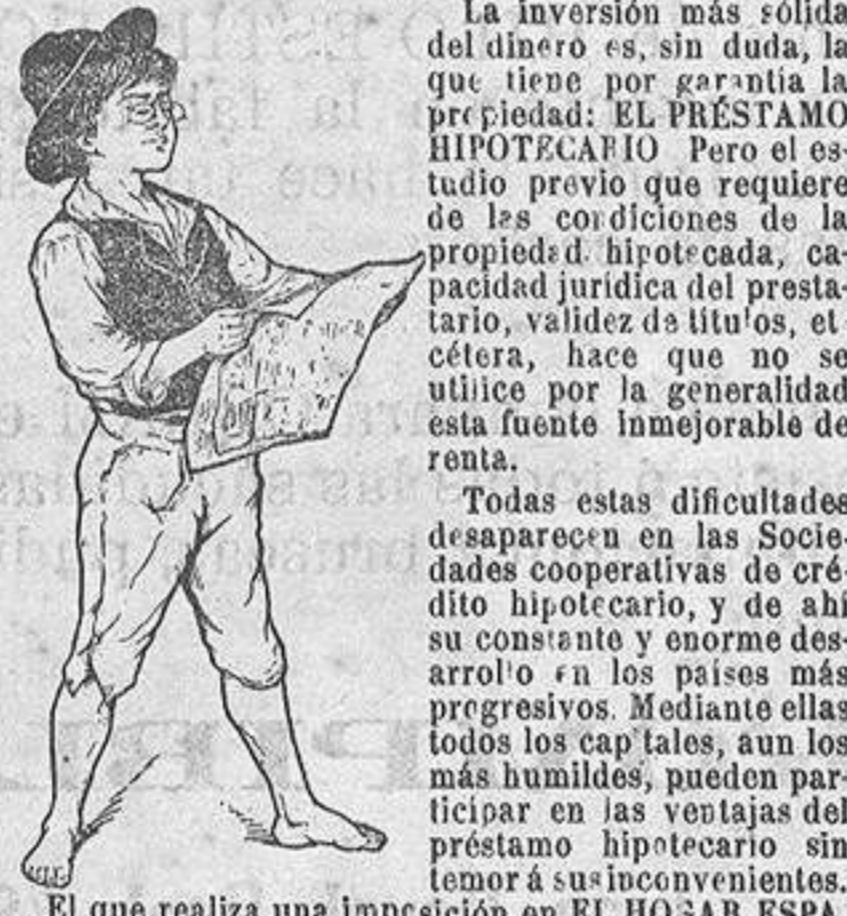 La inversión más sólida
del dinero es, sin duda, la
que tiene por garantía la
propiedad: EL PRÉSTAMO
HIPOTECARIO Pero el es-
tudio previo que requiere
de las condiciones de la
propiedad hipotecada, ca-
pacidad jurídica del presta-
tario, validez de títulos, et-
cétera, hace que no se
utilice por la generalidad
esta fuente inmejorable de
renta.
Todas estas dificultades
desaparecen en las Socie-
dades cooperativas de cré-
dito hipotecario, y de ahí
su constante y enorme des-
arrollo en los países más
progresivos. Mediante ellas
todos los capitales, aun los
más humildes, pueden par-
ticipar en las ventajas del
préstamo hipotecario sin
temor á sus inconvenientes.
El que realiza una imposición en EL HOGAR ESPA-